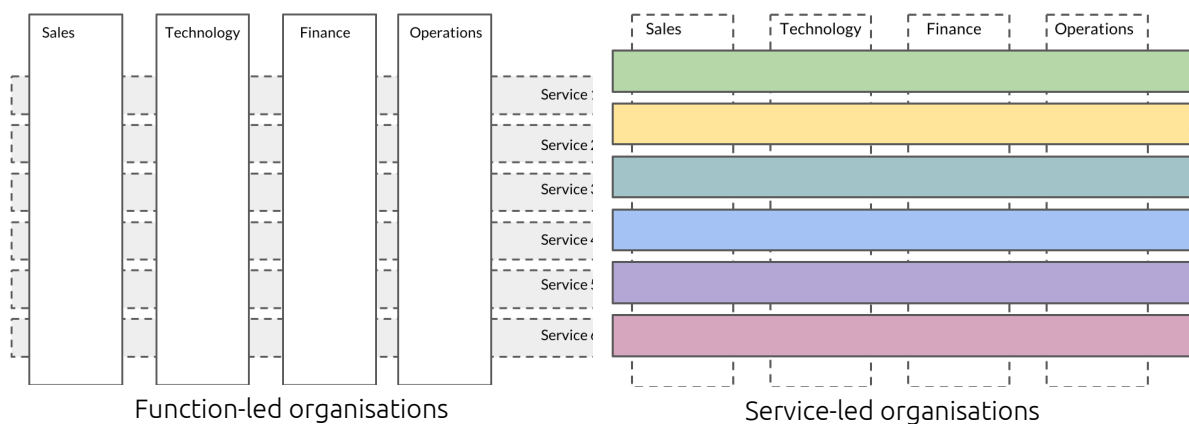 Sales
Technology
Finance
Operations
Service 1
Service 2
Service 3
Service 4
Service 5
Service 6
Function-led organisations
Sales
Technology
Finance
Operations
Service-led organisations